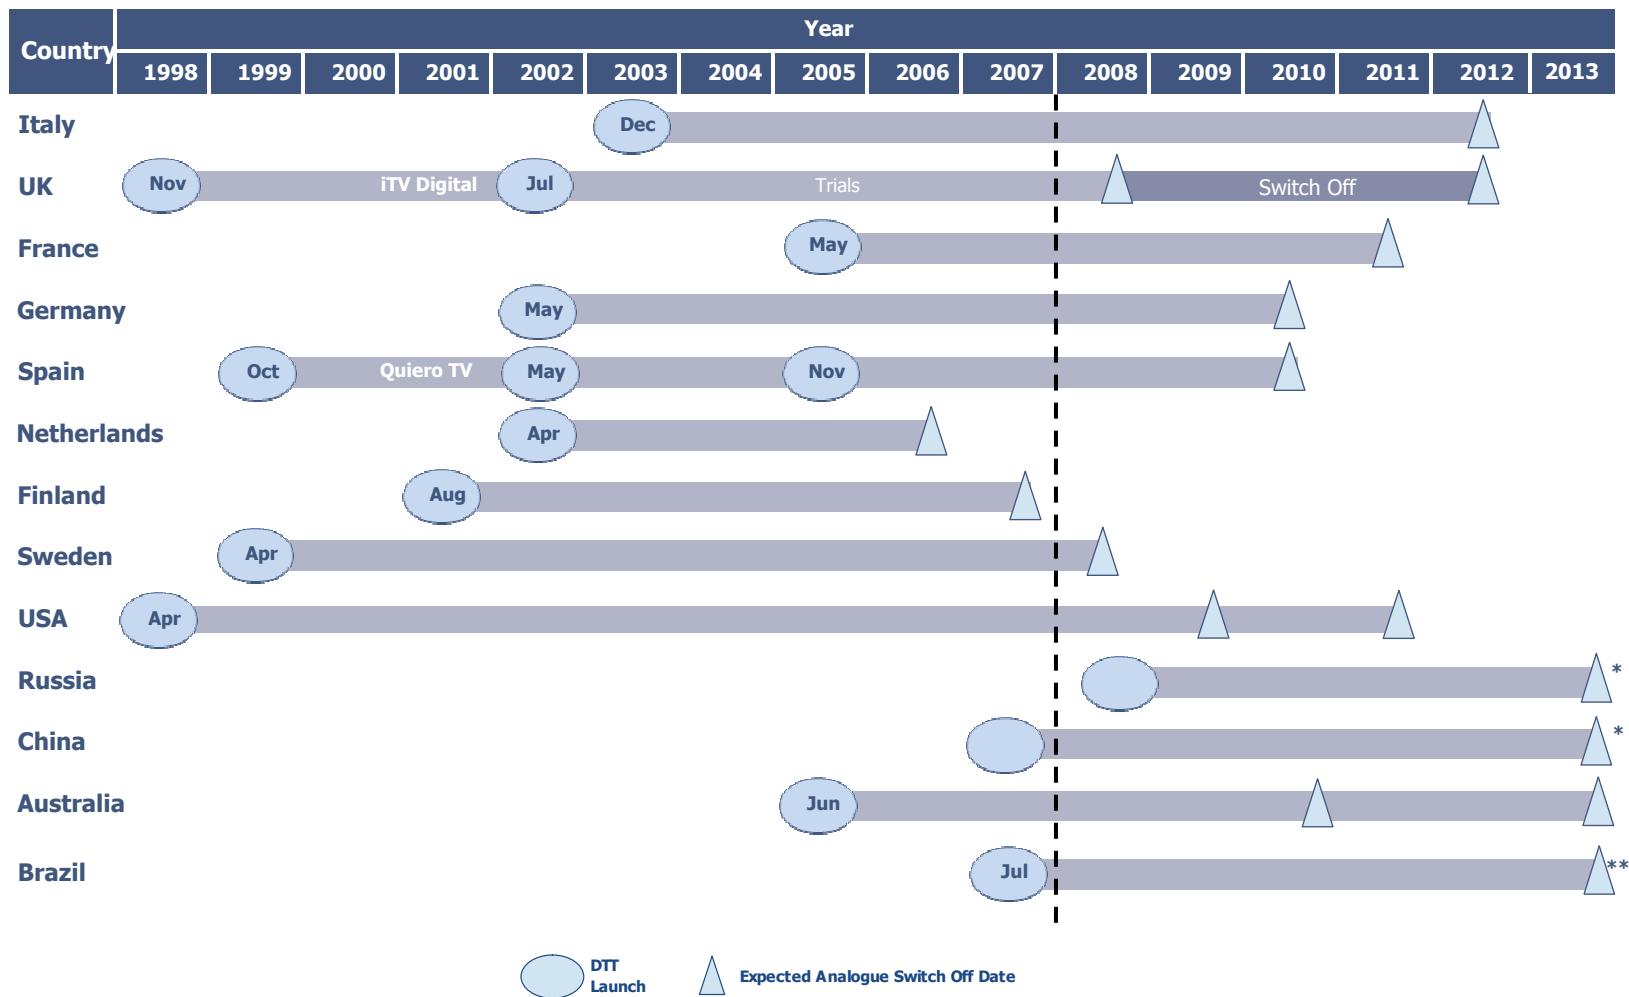 Year
Country
1998 1999 2000 2001 2002 2003 2004 2005 2006 2007 2008 2009 2010 2011 2012 2013
Italy Dec
UK Nov iTV Digital Jul Trials Switch Off
France May
Germany May
Spain Oct Quiero TV May Nov
Netherlands Apr
Finland Aug
Sweden Apr
USA Apr
Russia *
China *
Australia Jun
Brazil Jul **
DTT
Launch
Expected Analogue Switch Off Date